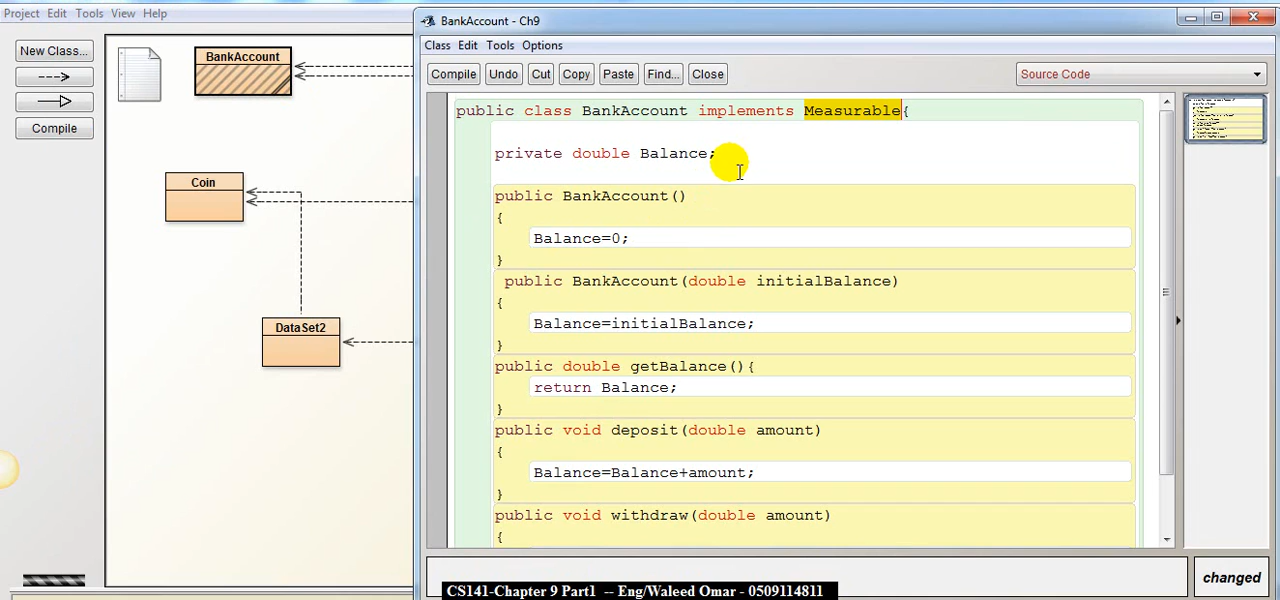 Project Edit Tools View Help
New Class...
Compile
BankAccount
Coin
DataSet2
BankAccount - Ch9
Class Edit Tools Options
Compile Undo Cut Copy Paste Find... Close Source Code
public class BankAccount implements Measurable{
private double Balance;
public BankAccount()
{
Balance=0;
}
public BankAccount(double initialBalance)
{
Balance=initialBalance;
}
public double getBalance(){
return Balance;
}
public void deposit(double amount)
{
Balance=Balance+amount;
}
public void withdraw(double amount)
{
changed
CS141-Chapter 9 Part1 -- Eng/Waleed Omar - 0509114811